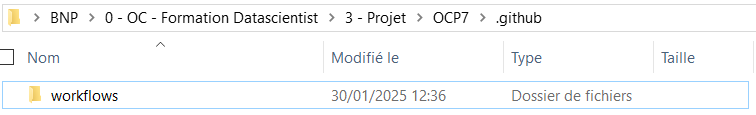 BNP > 0 - OC - Formation Datascientist > 3 - Projet > OCP7 > .github
Nom Modifié le Type Taille
workflows 30/01/2025 12:36 Dossier de fichiers